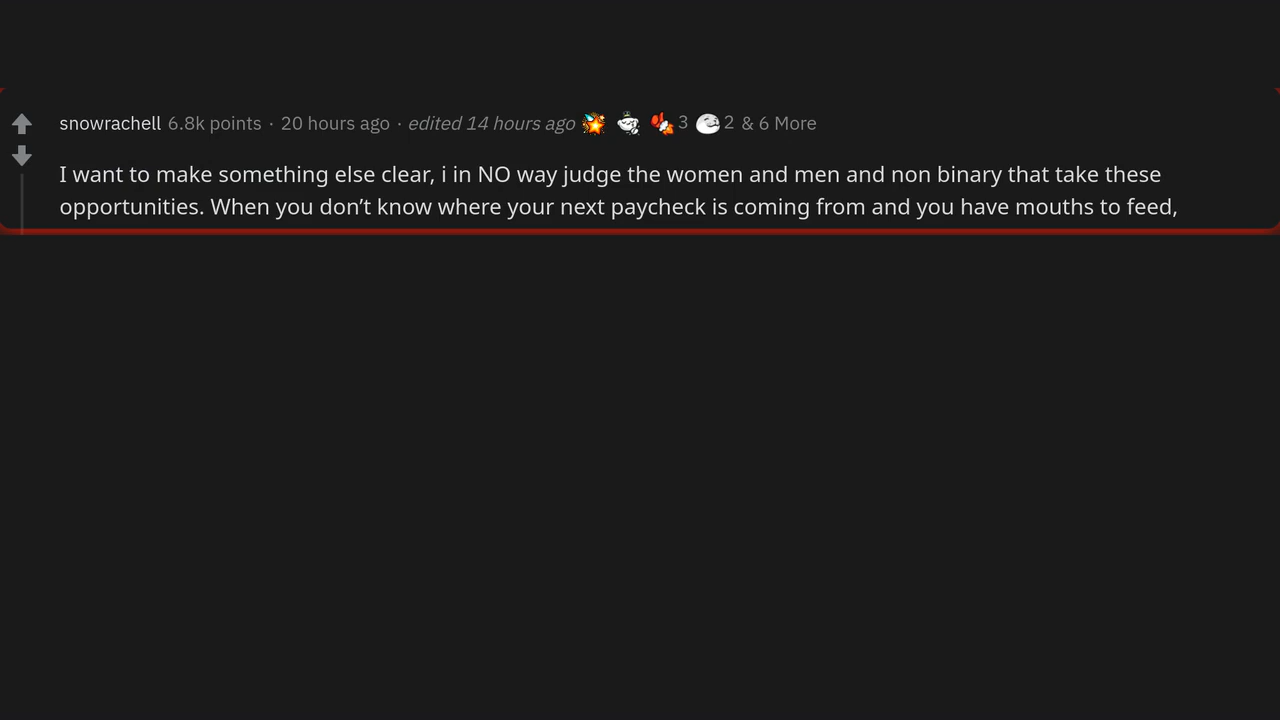 snowrachell 6.8k points · 20 hours ago · edited 14 hours ago 3 2 & 6 More
I want to make something else clear, i in NO way judge the women and men and non binary that take these
opportunities. When you don’t know where your next paycheck is coming from and you have mouths to feed,